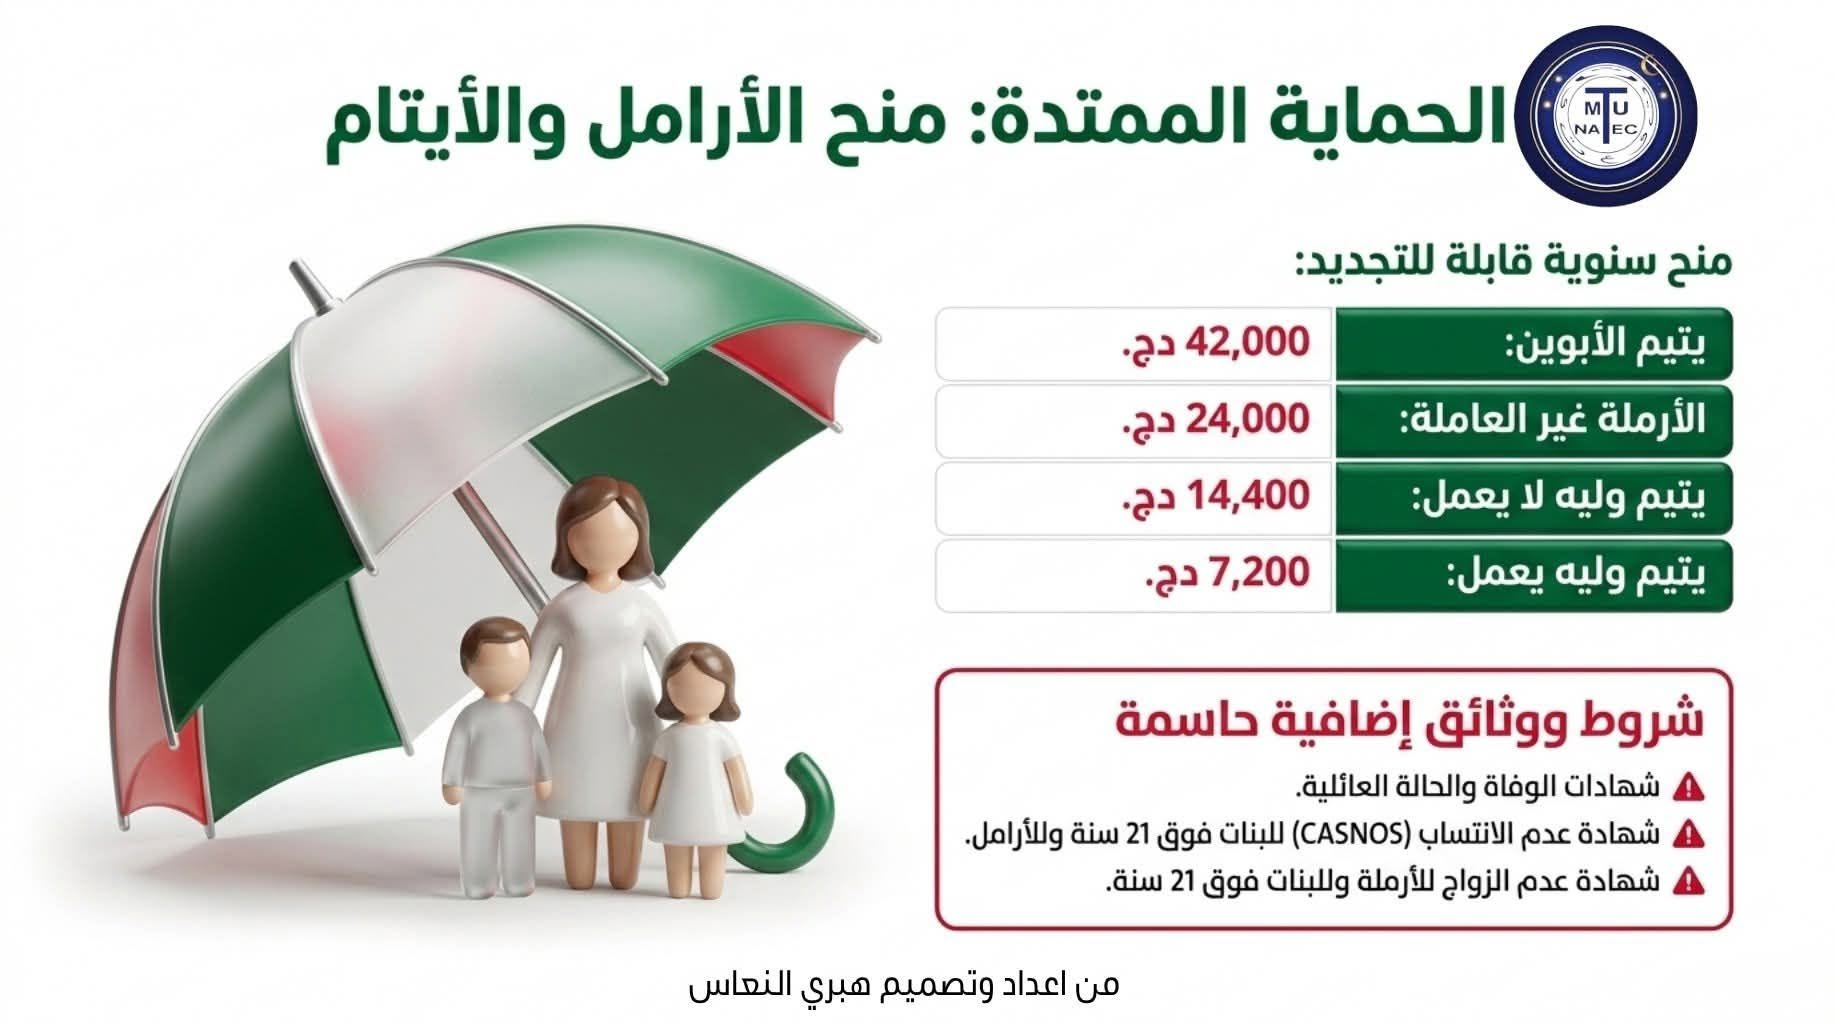 الحماية الممتدة: منح الأرامل والأيتام
MTU
NATEC
منح سنوية قابلة للتجديد:
يتيم الأبوين: 42,000 دج.
الأرملة غير العاملة: 24,000 دج.
يتيم وليه لا يعمل: 14,400 دج.
يتيم وليه يعمل: 7,200 دج.
شروط ووثائق إضافية حاسمة
شهادات الوفاة والحالة العائلية.
شهادة عدم الانتساب (CASNOS) للبنات فوق 21 سنة وللأرامل.
شهادة عدم الزواج للأرملة وللبنات فوق 21 سنة.
من اعداد وتصميم هبري النعاس